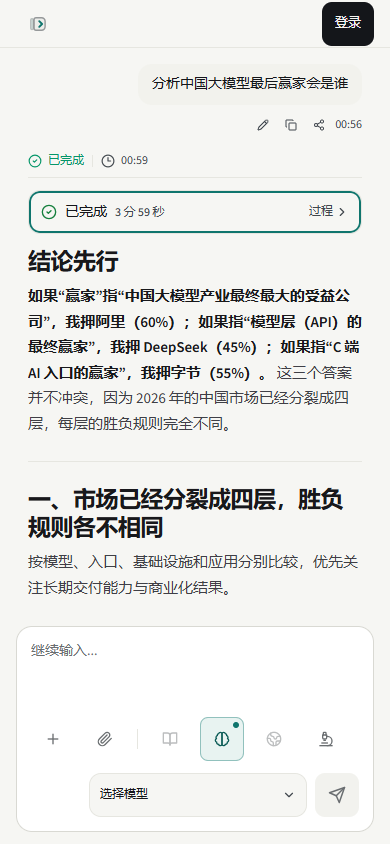 登录
分析中国大模型最后赢家会是谁
00:56
已完成 00:59
已完成 3 分 59 秒 过程
结论先行
如果“赢家”指“中国大模型产业最终最大的受益公
司”，我押阿里（60%）；如果指“模型层（API）的
最终赢家”，我押 DeepSeek（45%）；如果指“C 端
AI 入口的赢家”，我押字节（55%）。这三个答案
并不冲突，因为 2026 年的中国市场已经分裂成四
层，每层的胜负规则完全不同。
一、市场已经分裂成四层，胜负
规则各不相同
按模型、入口、基础设施和应用分别比较，优先关
注长期交付能力与商业化结果。
继续输入...
选择模型